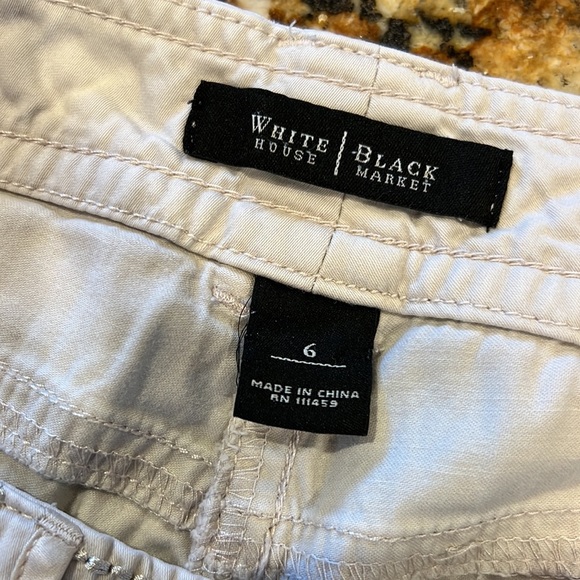 WHITE | BLACK
HOUSE | MARKET
6
MADE IN CHINA
RN 111459